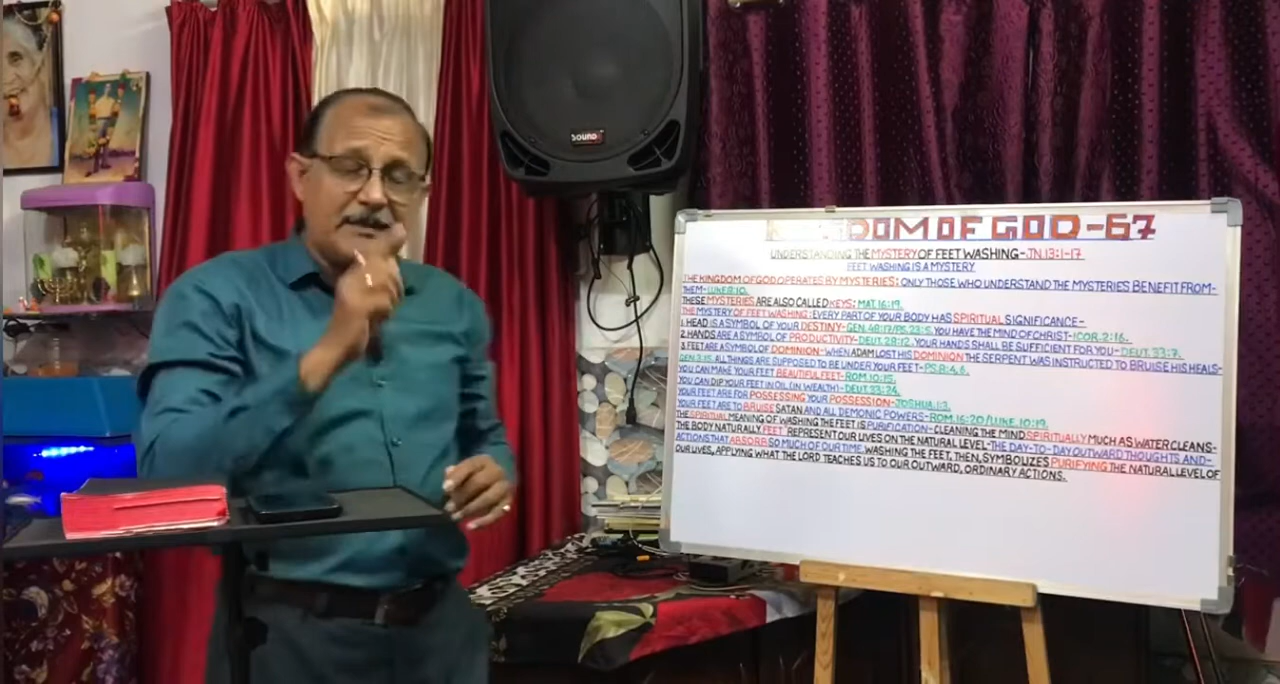 SOUND
KINGDOM OF GOD-67
UNDERSTANDING THE MYSTERY OF FEET WASHING-JN.13:1-17
FEET WASHING IS A MYSTERY
THE KINGDOM OF GOD OPERATES BY MYSTERIES: ONLY THOSE WHO UNDERSTAND THE MYSTERIES BENEFIT FROM-
THEM-LUKE 8:10.
THESE MYSTERIES ARE ALSO CALLED KEYS: MAT.16:19.
THE MYSTERY OF FEET WASHING: EVERY PART OF YOUR BODY HAS SPIRITUAL SIGNIFICANCE-
1. HEAD IS A SYMBOL OF YOUR DESTINY-GEN.48:17/PS.23:5. YOU HAVE THE MIND OF CHRIST-1COR.2:16.
2. HANDS ARE A SYMBOL OF PRODUCTIVITY-DEUT.28:12. YOUR HANDS SHALL BE SUFFICIENT FOR YOU-DEUT.33:7.
3. FEET ARE A SYMBOL OF DOMINION-WHEN ADAM LOST HIS DOMINION THE SERPENT WAS INSTRUCTED TO BRUISE HIS HEALS-
GEN.3:15. ALL THINGS ARE SUPPOSED TO BE UNDER YOUR FEET-PS.8:4,6.
YOU CAN MAKE YOUR FEET BEAUTIFUL FEET-ROM.10:15.
YOU CAN DIP YOUR FEET IN OIL (IN WEALTH)-DEUT.33:24.
YOUR FEET ARE FOR POSSESSING YOUR POSSESSION-JOSHUA.1:3.
YOUR FEET ARE TO BRUISE SATAN AND ALL DEMONIC POWERS-ROM.16:20/LUKE.10:19.
THE SPIRITUAL MEANING OF WASHING THE FEET IS PURIFICATION-CLEANING THE MIND SPIRITUALLY MUCH AS WATER CLEANS-
THE BODY NATURALLY. FEET REPRESENT OUR LIVES ON THE NATURAL LEVEL-THE DAY-TO-DAY OUTWARD THOUGHTS AND-
ACTIONS THAT ABSORB SO MUCH OF OUR TIME. WASHING THE FEET, THEN, SYMBOLIZES PURIFYING THE NATURAL LEVEL OF
OUR LIVES, APPLYING WHAT THE LORD TEACHES US TO OUR OUTWARD, ORDINARY ACTIONS.